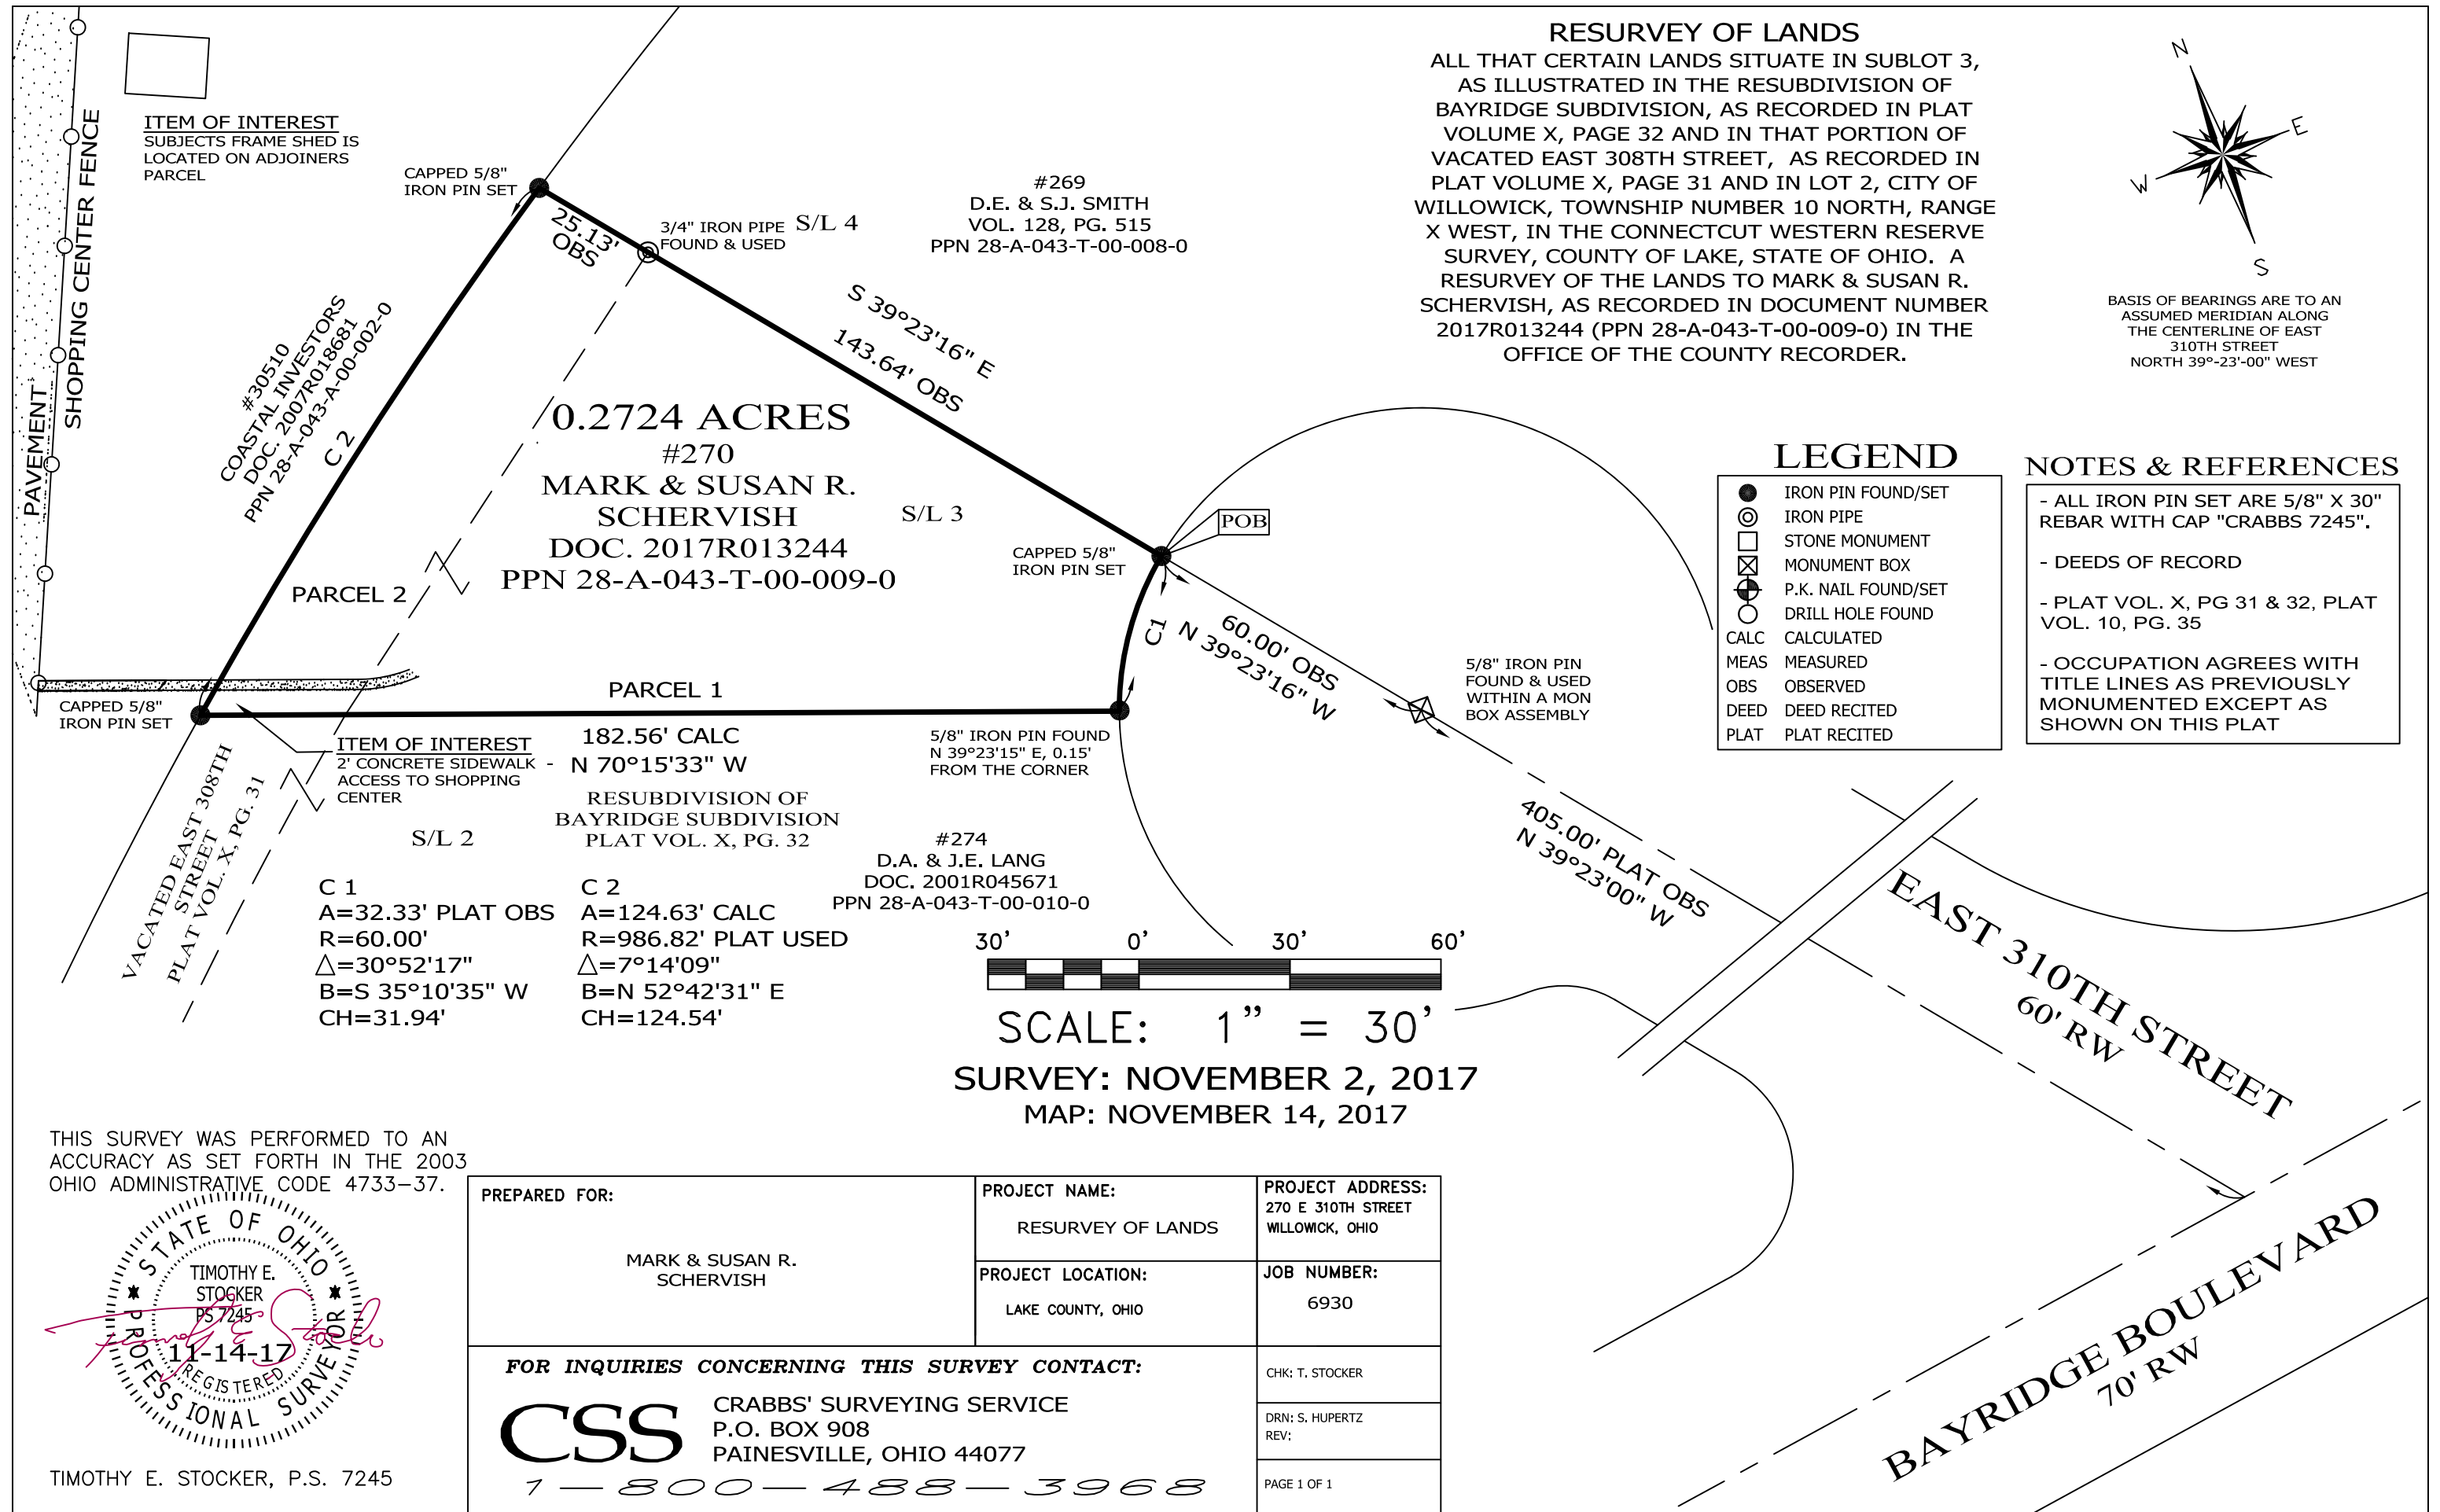 RESURVEY OF LANDS
ALL THAT CERTAIN LANDS SITUATE IN SUBLOT 3,
AS ILLUSTRATED IN THE RESUBDIVISION OF
BAYRIDGE SUBDIVISION, AS RECORDED IN PLAT
VOLUME X, PAGE 32 AND IN THAT PORTION OF
VACATED EAST 308TH STREET, AS RECORDED IN
PLAT VOLUME X, PAGE 31 AND IN LOT 2, CITY OF
WILLOWICK, TOWNSHIP NUMBER 10 NORTH, RANGE
X WEST, IN THE CONNECTCUT WESTERN RESERVE
SURVEY, COUNTY OF LAKE, STATE OF OHIO. A
RESURVEY OF THE LANDS TO MARK & SUSAN R.
SCHERVISH, AS RECORDED IN DOCUMENT NUMBER
2017R013244 (PPN 28-A-043-T-00-009-0) IN THE
OFFICE OF THE COUNTY RECORDER.
N
E
W
S
BASIS OF BEARINGS ARE TO AN
ASSUMED MERIDIAN ALONG
THE CENTERLINE OF EAST
310TH STREET
NORTH 39°-23'-00" WEST
ITEM OF INTEREST
SUBJECTS FRAME SHED IS
LOCATED ON ADJOINERS
PARCEL
SHOPPING CENTER FENCE
PAVEMENT
CAPPED 5/8"
IRON PIN SET
25.13'
OBS
3/4" IRON PIPE
FOUND & USED
S/L 4
#269
D.E. & S.J. SMITH
VOL. 128, PG. 515
PPN 28-A-043-T-00-008-0
S 39°23'16" E
143.64' OBS
#30510
COASTAL INVESTORS
DOC. 2007R018681
PPN 28-A-043-A-00-002-0
C 2
0.2724 ACRES
#270
MARK & SUSAN R.
SCHERVISH
DOC. 2017R013244
PPN 28-A-043-T-00-009-0
S/L 3
PARCEL 2
POB
CAPPED 5/8"
IRON PIN SET
C1
60.00' OBS
N 39°23'16" W
5/8" IRON PIN
FOUND & USED
WITHIN A MON
BOX ASSEMBLY
LEGEND
IRON PIN FOUND/SET
IRON PIPE
STONE MONUMENT
MONUMENT BOX
P.K. NAIL FOUND/SET
DRILL HOLE FOUND
CALC CALCULATED
MEAS MEASURED
OBS OBSERVED
DEED DEED RECITED
PLAT PLAT RECITED
NOTES & REFERENCES
- ALL IRON PIN SET ARE 5/8" X 30"
REBAR WITH CAP "CRABBS 7245".
- DEEDS OF RECORD
- PLAT VOL. X, PG 31 & 32, PLAT
VOL. 10, PG. 35
- OCCUPATION AGREES WITH
TITLE LINES AS PREVIOUSLY
MONUMENTED EXCEPT AS
SHOWN ON THIS PLAT
CAPPED 5/8"
IRON PIN SET
PARCEL 1
182.56' CALC
N 70°15'33" W
ITEM OF INTEREST
2' CONCRETE SIDEWALK -
ACCESS TO SHOPPING
CENTER
5/8" IRON PIN FOUND
N 39°23'15" E, 0.15'
FROM THE CORNER
RESUBDIVISION OF
BAYRIDGE SUBDIVISION
PLAT VOL. X, PG. 32
S/L 2
#274
D.A. & J.E. LANG
DOC. 2001R045671
PPN 28-A-043-T-00-010-0
VACATED EAST 308TH
STREET
PLAT VOL. X, PG. 31
C 1
A=32.33' PLAT OBS
R=60.00'
△=30°52'17"
B=S 35°10'35" W
CH=31.94'
C 2
A=124.63' CALC
R=986.82' PLAT USED
△=7°14'09"
B=N 52°42'31" E
CH=124.54'
405.00' PLAT OBS
N 39°23'00" W
EAST 310TH STREET
60' RW
BAYRIDGE BOULEVARD
70' RW
30' 0' 30' 60'
SCALE: 1" = 30'
SURVEY: NOVEMBER 2, 2017
MAP: NOVEMBER 14, 2017
THIS SURVEY WAS PERFORMED TO AN
ACCURACY AS SET FORTH IN THE 2003
OHIO ADMINISTRATIVE CODE 4733-37.
STATE OF OHIO
TIMOTHY E.
STOCKER
PS 7245
11-14-17
REGISTERED
PROFESSIONAL SURVEYOR
TIMOTHY E. STOCKER, P.S. 7245
PREPARED FOR:
MARK & SUSAN R.
SCHERVISH
PROJECT NAME:
RESURVEY OF LANDS
PROJECT ADDRESS:
270 E 310TH STREET
WILLOWICK, OHIO
PROJECT LOCATION:
LAKE COUNTY, OHIO
JOB NUMBER:
6930
FOR INQUIRIES CONCERNING THIS SURVEY CONTACT:
CSS
CRABBS' SURVEYING SERVICE
P.O. BOX 908
PAINESVILLE, OHIO 44077
1-800-488-3968
CHK: T. STOCKER
DRN: S. HUPERTZ
REV:
PAGE 1 OF 1